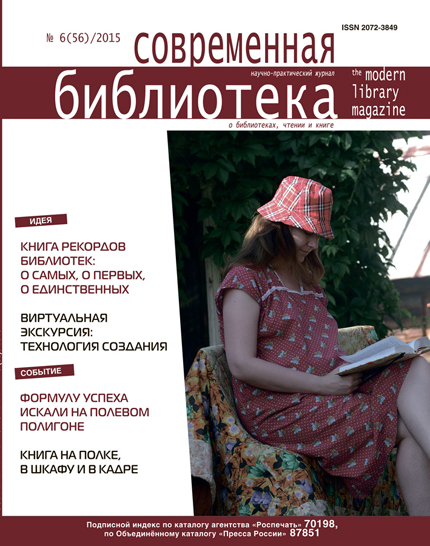 ISSN 2072-3849
№ 6(56)/2015
современная
научно-практический журнал
библиотека
the modern
library
magazine
о библиотеках, чтении и книге
ИДЕЯ
КНИГА РЕКОРДОВ
БИБЛИОТЕК:
О САМЫХ, О ПЕРВЫХ,
О ЕДИНСТВЕННЫХ
ВИРТУАЛЬНАЯ
ЭКСКУРСИЯ:
ТЕХНОЛОГИЯ СОЗДАНИЯ
СОБЫТИЕ
ФОРМУЛУ УСПЕХА
ИСКАЛИ НА ПОЛЕВОМ
ПОЛИГОНЕ
КНИГА НА ПОЛКЕ,
В ШКАФУ И В КАДРЕ
Подписной индекс по каталогу агентства «Роспечать» 70198,
по Объединённому каталогу «Пресса России» 87851